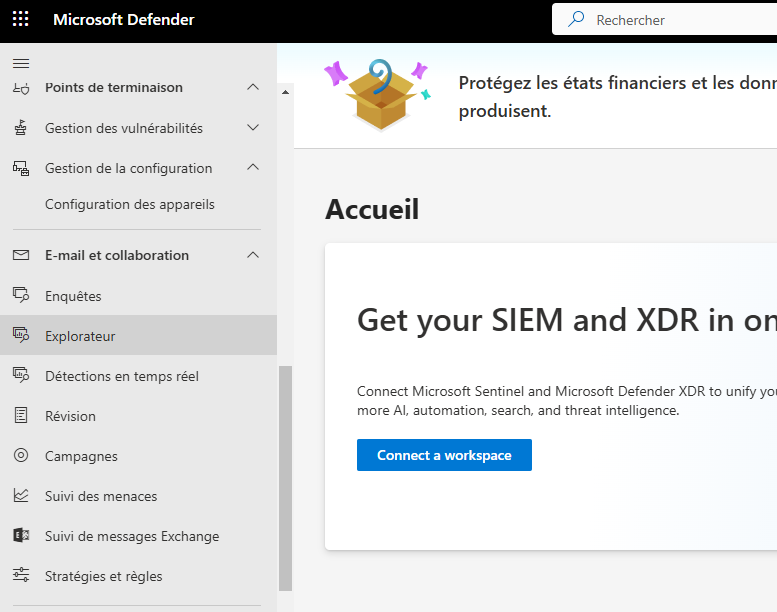 Microsoft Defender
Rechercher
Points de terminaison
Gestion des vulnérabilités
Gestion de la configuration
Configuration des appareils
E-mail et collaboration
Enquêtes
Explorateur
Détections en temps réel
Révision
Campagnes
Suivi des menaces
Suivi de messages Exchange
Stratégies et règles
Protégez les états financiers et les donn
produisent.
Accueil
Get your SIEM and XDR in on
Connect Microsoft Sentinel and Microsoft Defender XDR to unify you
more AI, automation, search, and threat intelligence.
Connect a workspace